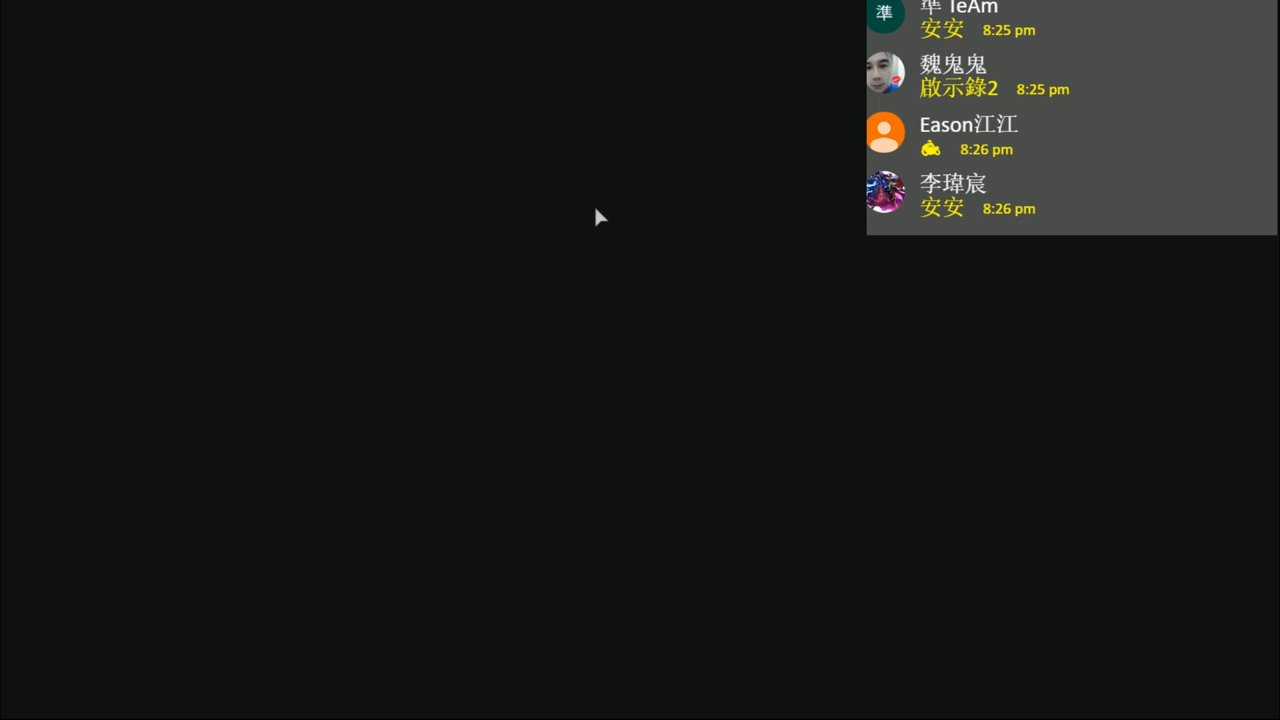 準
準 TeAm
安安 8:25 pm
魏鬼鬼
啟示錄2 8:25 pm
Eason江江
8:26 pm
李瑋宸
安安 8:26 pm